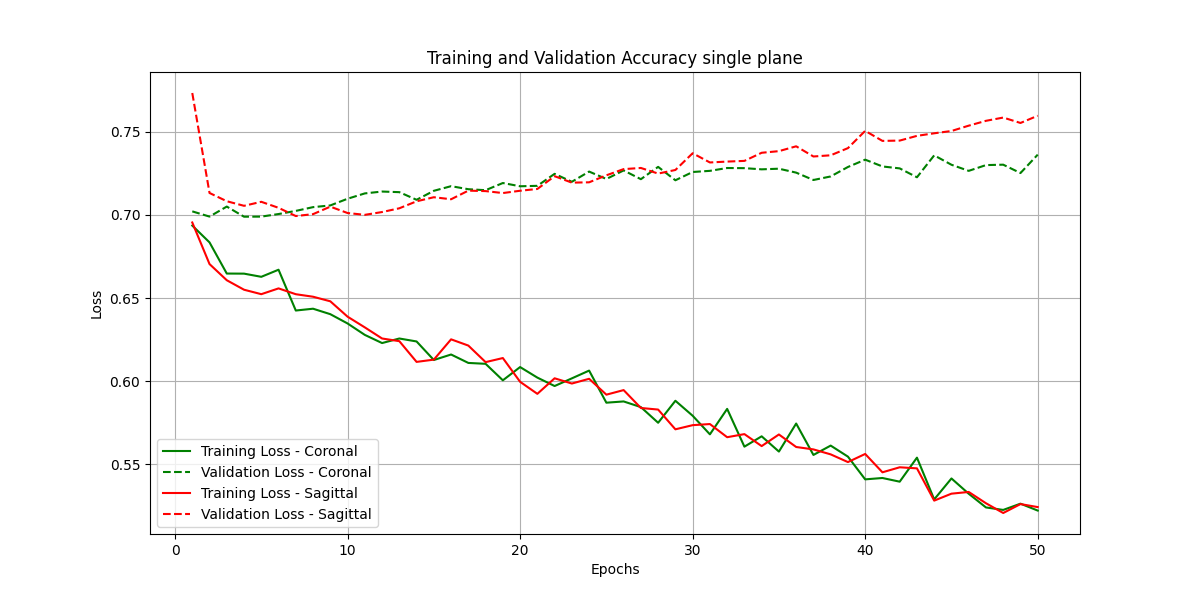 Training and Validation Accuracy single plane
Loss
0.75
0.70
0.65
0.60
0.55
Training Loss - Coronal
Validation Loss - Coronal
Training Loss - Sagittal
Validation Loss - Sagittal
0 10 20 30 40 50
Epochs